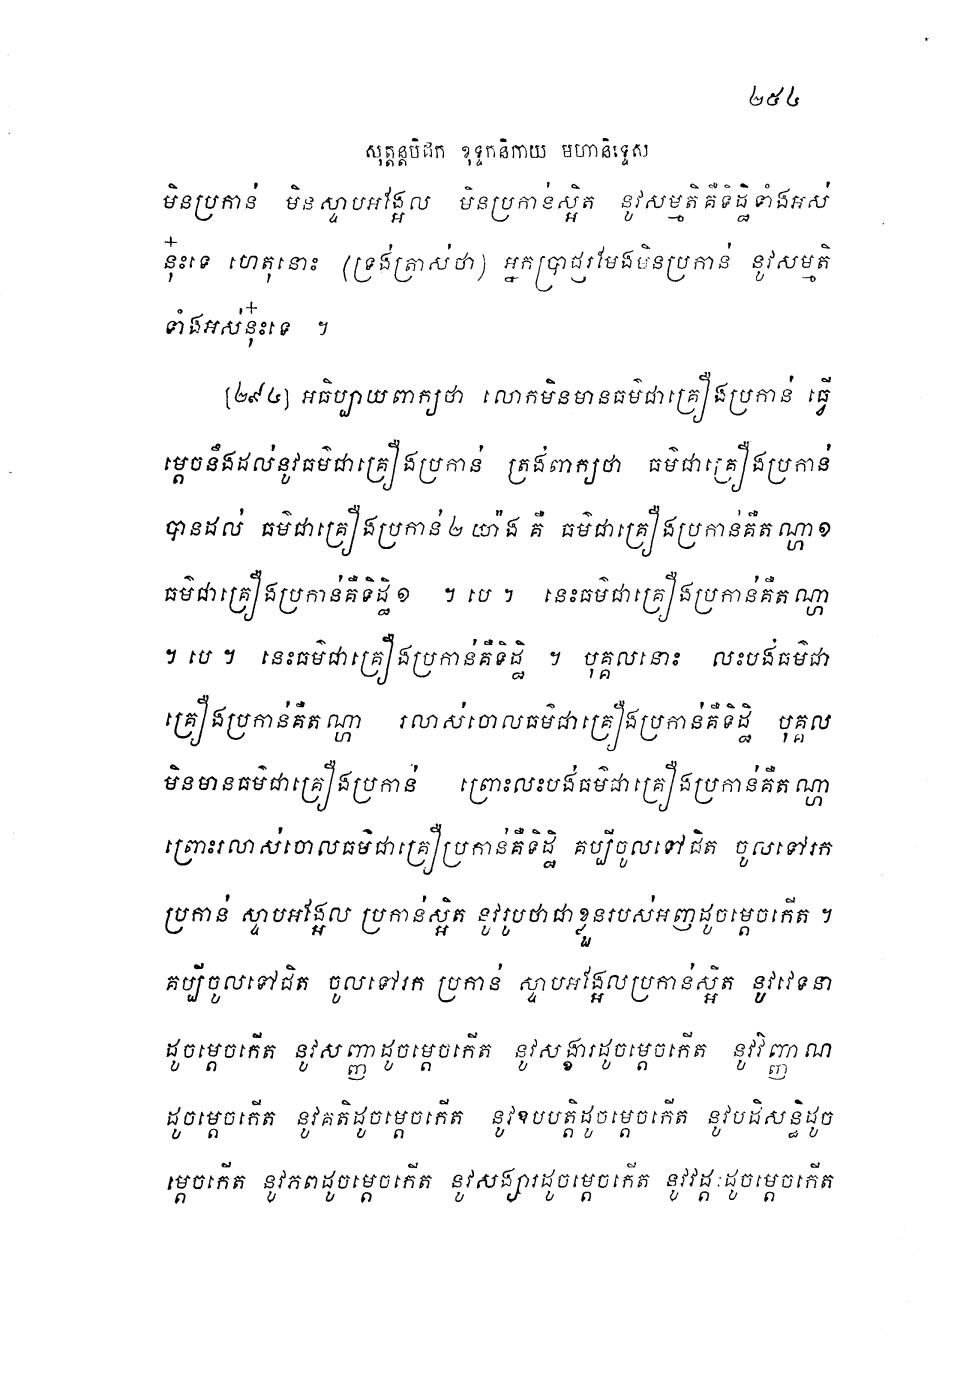 ២៩៤
សុត្តន្តបិដក ខុទ្ទកនិកាយ មហានិទ្ទេស
មិនប្រកាន់ មិនស្ទាបអង្អែល មិនប្រកាន់ស្អិត នូវសម្មតិគឺទិដ្ឋិទាំងអស់
នុ៎ះទេ ហេតុនោះ (ទ្រង់ត្រាស់ថា) អ្នកប្រាជ្ញរមែងមិនប្រកាន់ នូវសម្មតិ
ទាំងអស់នុ៎ះទេ ។
[២៩៤] អធិប្បាយពាក្យថា លោកមិនមានធម៌ជាគ្រឿងប្រកាន់ ធ្វើ
ម្តេចនឹងដល់នូវធម៌ជាគ្រឿងប្រកាន់ ត្រង់ពាក្យថា ធម៌ជាគ្រឿងប្រកាន់
បានដល់ ធម៌ជាគ្រឿងប្រកាន់ ២ យ៉ាង គឺ ធម៌ជាគ្រឿងប្រកាន់គឺតណ្ហា ១
ធម៌ជាគ្រឿងប្រកាន់គឺទិដ្ឋិ ១ ។ បេ ។ នេះធម៌ជាគ្រឿងប្រកាន់គឺតណ្ហា
។ បេ ។ នេះធម៌ជាគ្រឿងប្រកាន់គឺទិដ្ឋិ ។ បុគ្គលនោះ លះបង់ធម៌ជា
គ្រឿងប្រកាន់គឺតណ្ហា រលាស់ចោលធម៌ជាគ្រឿងប្រកាន់គឺទិដ្ឋិ បុគ្គល
មិនមានធម៌ជាគ្រឿងប្រកាន់ ព្រោះលះបង់ធម៌ជាគ្រឿងប្រកាន់គឺតណ្ហា
ព្រោះរលាស់ចោលធម៌ជាគ្រឿប្រកាន់គឺទិដ្ឋិ គប្បីចូលទៅជិត ចូលទៅរក
ប្រកាន់ ស្ទាបអង្អែល ប្រកាន់ស្អិត នូវរូបថាជាខ្លួនរបស់អញដូចម្តេចកើត ។
គប្បីចូលទៅជិត ចូលទៅរក ប្រកាន់ ស្ទាបអង្អែលប្រកាន់ស្អិត នូវវេទនា
ដូចម្តេចកើត នូវសញ្ញាដូចម្តេចកើត នូវសង្ខារដូចម្តេចកើត នូវវិញ្ញាណ
ដូចម្តេចកើត នូវគតិដូចម្តេចកើត នូវឧបបត្តិដូចម្តេចកើត នូវបដិសន្ធិដូច
ម្តេចកើត នូវភពដូចម្តេចកើត នូវសង្សារដូចម្តេចកើត នូវវដ្តៈដូចម្តេចកើត